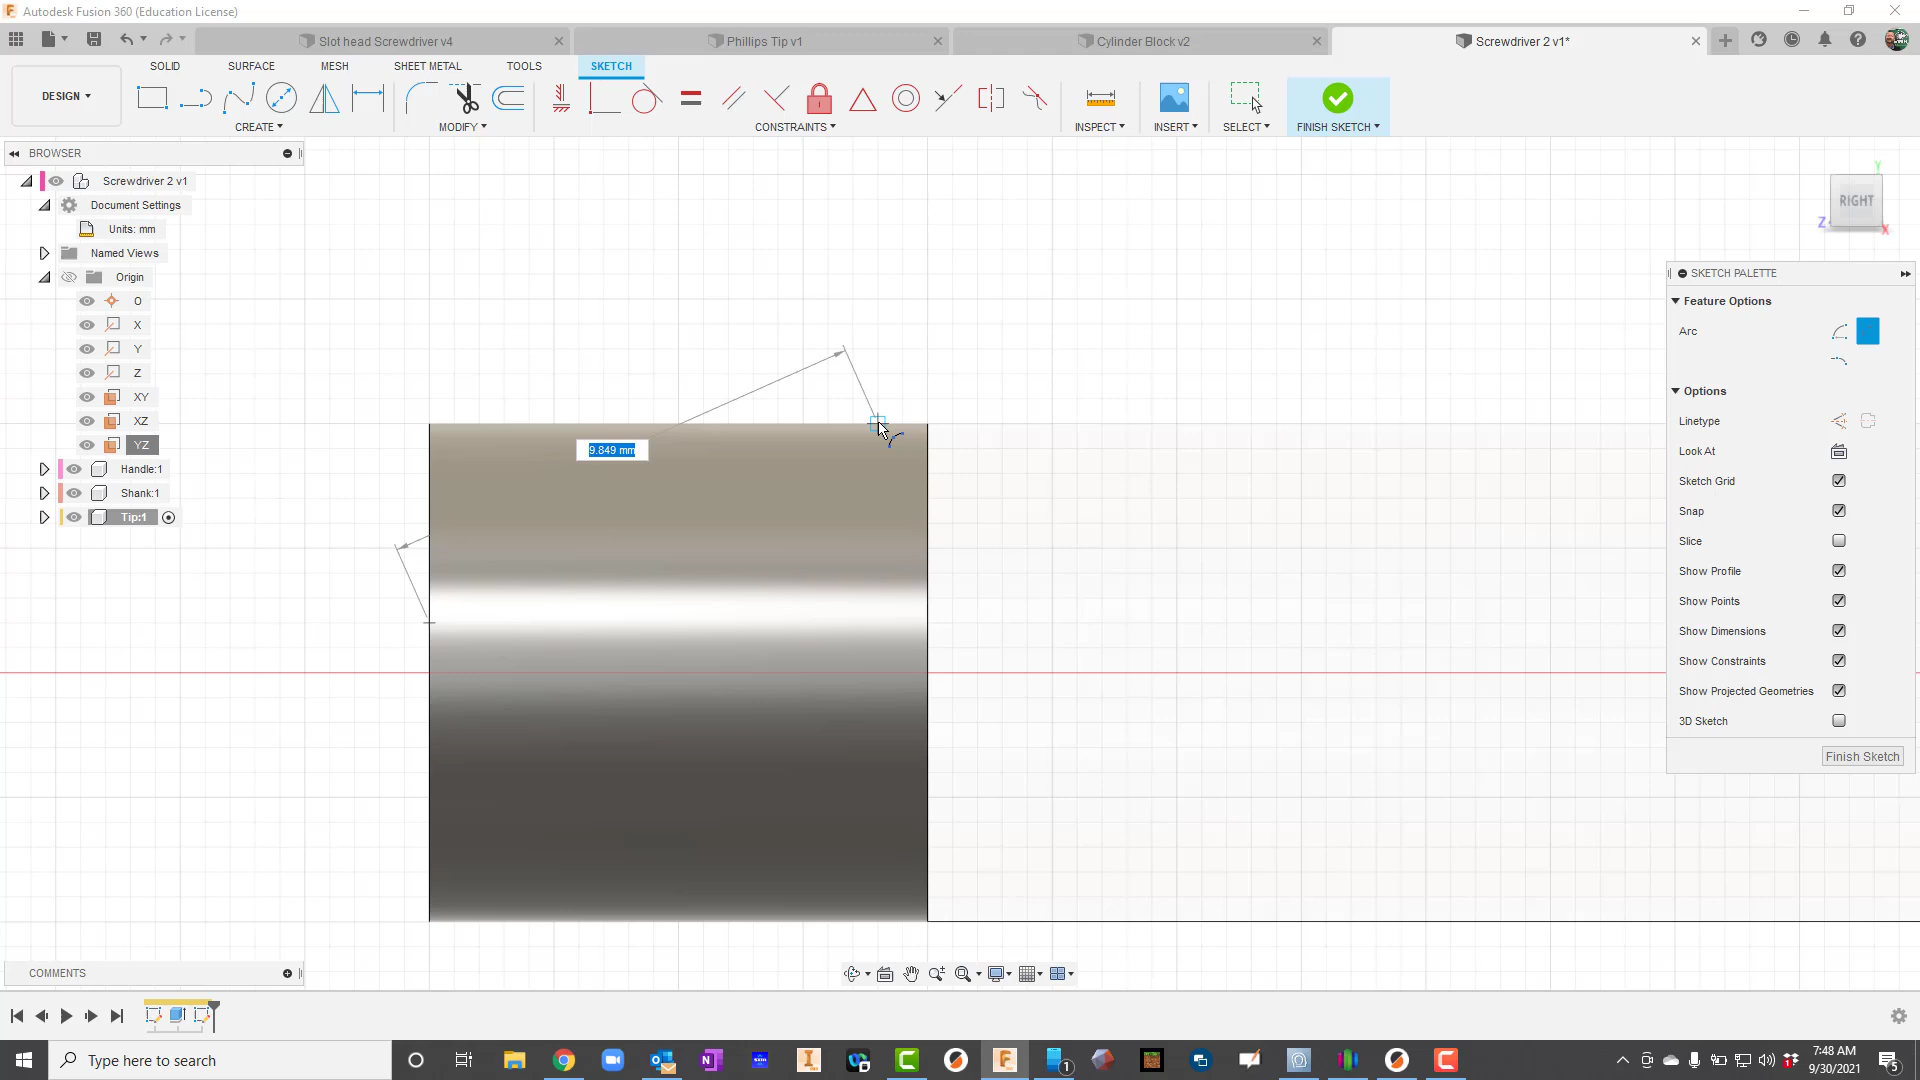 Autodesk Fusion 360 (Education License)
Slot head Screwdriver v4
Phillips Tip v1
Cylinder Block v2
Screwdriver 2 v1*
SOLID
SURFACE
MESH
SHEET METAL
TOOLS
SKETCH
DESIGN
CREATE
MODIFY
CONSTRAINTS
INSPECT
INSERT
SELECT
FINISH SKETCH
BROWSER
Screwdriver 2 v1
Document Settings
Units: mm
Named Views
Origin
O
X
Y
Z
XY
XZ
YZ
Handle:1
Shank:1
Tip:1
9.849 mm
Y
RIGHT
Z
X
SKETCH PALETTE
Feature Options
Arc
Options
Linetype
Look At
Sketch Grid
Snap
Slice
Show Profile
Show Points
Show Dimensions
Show Constraints
Show Projected Geometries
3D Sketch
Finish Sketch
COMMENTS
Type here to search
7:48 AM
9/30/2021
1
5